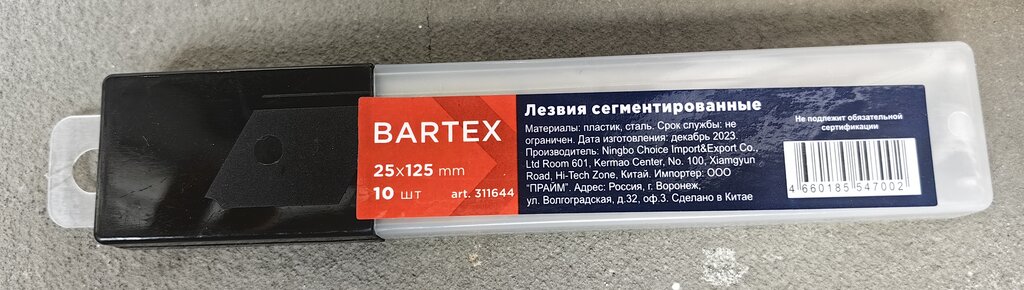 BARTEX
25x125 mm
10 шт art. 311644
Лезвия сегментированные
Материалы: пластик, сталь. Срок службы: не
ограничен. Дата изготовления: декабрь 2023.
Производитель: Ningbo Choice Import&Export Co.,
Ltd Room 601, Kermao Center, No. 100, Xiamgyun
Road, Hi-Tech Zone, Китай. Импортер: ООО
"ПРАЙМ". Адрес: Россия, г. Воронеж,
ул. Волгоградская, д.32, оф.3. Сделано в Китае
Не подлежит обязательной
сертификации
4 660185 547002